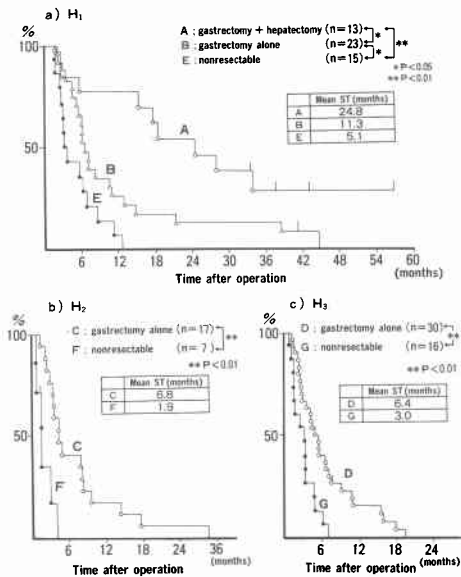 a) H₁
%
100
50
A : gastrectomy + hepatectomy (n=13)
B : gastrectomy alone (n=23)
E : nonresectable (n=15)
*
*
**
* P<0.05
** P<0.01
Mean ST (months)
A 24.8
B 11.3
E 5.1
A
B
E
6 12 18 24 30 36 42 48 54 60
Time after operation (months)
b) H₂
%
100
50
C : gastrectomy alone (n=17)
F : nonresectable (n=7)
**
** P<0.01
Mean ST (months)
C 6.8
F 1.9
C
F
6 12 18 24 30 36
(months)
Time after operation
c) H₃
%
100
50
D : gastrectomy alone (n=30)
G : nonresectable (n=16)
**
** P<0.01
Mean ST (months)
D 6.4
G 3.0
D
G
6 12 18 24
(months)
Time after operation